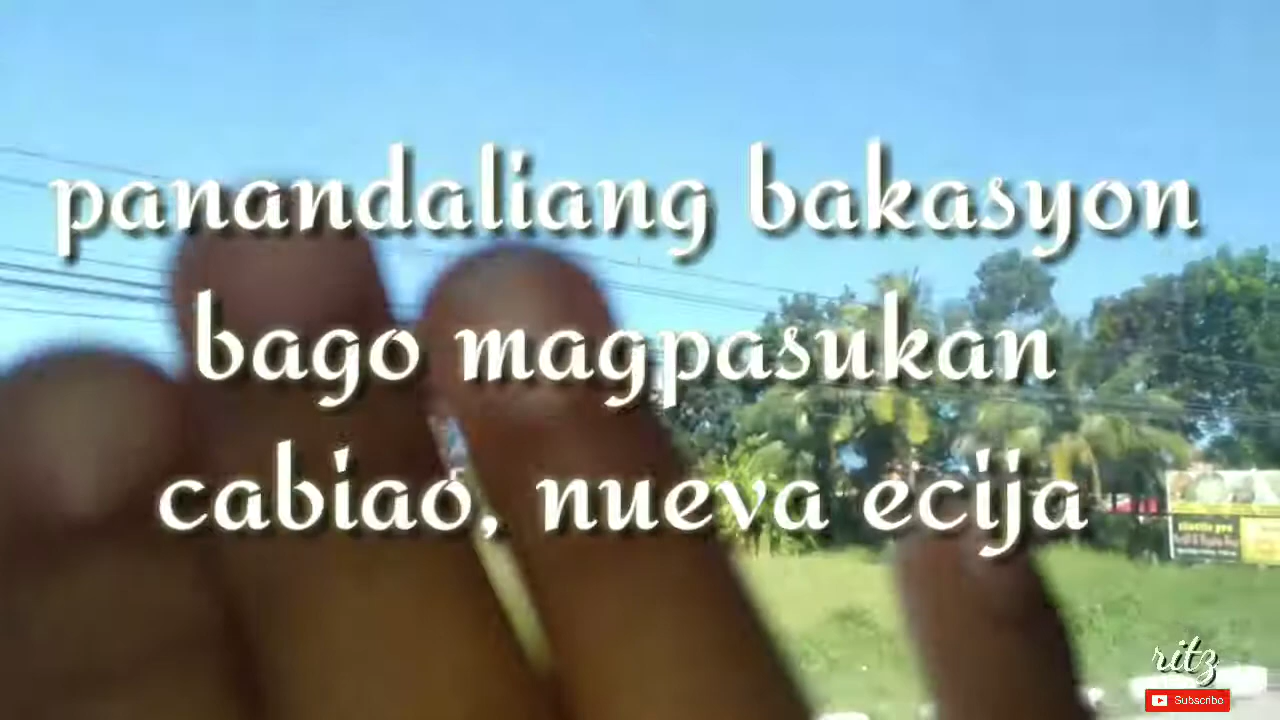 panandaliang bakasyon
bago magpasukan
cabiao, nueva ecija
ritz
Subscribe